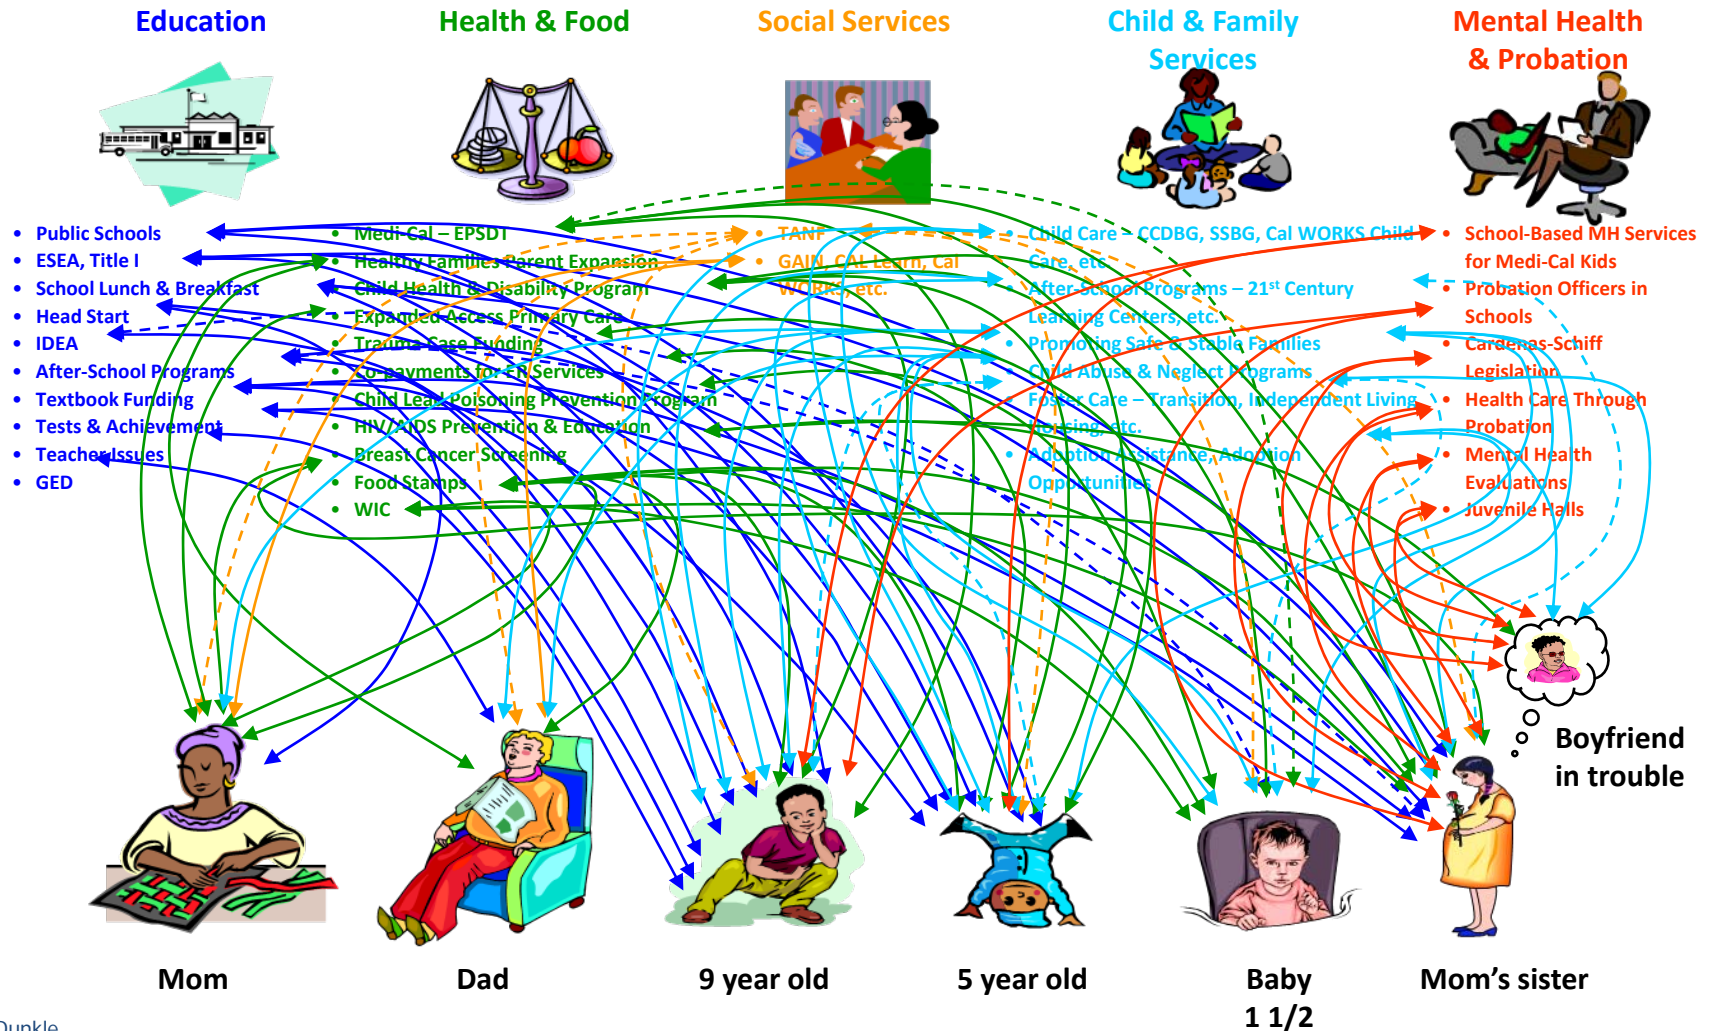 Education
Health & Food
Social Services
Child & Family
Services
Mental Health
& Probation
• Public Schools
• ESEA, Title I
• School Lunch & Breakfast
• Head Start
• IDEA
• After-School Programs
• Textbook Funding
• Tests & Achievement
• Teacher Issues
• GED
• Medi-Cal – EPSDT
• Healthy Families Parent Expansion
• Child Health & Disability Program
• Expanded Access Primary Care
• Trauma Case Funding
• Co-payments for ER Services
• Child Lead Poisoning Prevention Program
• HIV/AIDS Prevention & Education
• Breast Cancer Screening
• Food Stamps
• WIC
• TANF
• GAIN, CAL Learn, Cal
WORKS, etc.
• Child Care – CCDBG, SSBG, Cal WORKS Child
Care, etc.
• After-School Programs – 21st Century
Learning Centers, etc.
• Promoting Safe & Stable Families
• Child Abuse & Neglect Programs
• Foster Care – Transition, Independent Living
Housing, etc.
• Adoption Assistance, Adoption
Opportunities
• School-Based MH Services
for Medi-Cal Kids
• Probation Officers in
Schools
• Cardenas-Schiff
Legislation
• Health Care Through
Probation
• Mental Health
Evaluations
• Juvenile Halls
Boyfriend
in trouble
Mom
Dad
9 year old
5 year old
Baby
1 1/2
Mom's sister
Dunkle